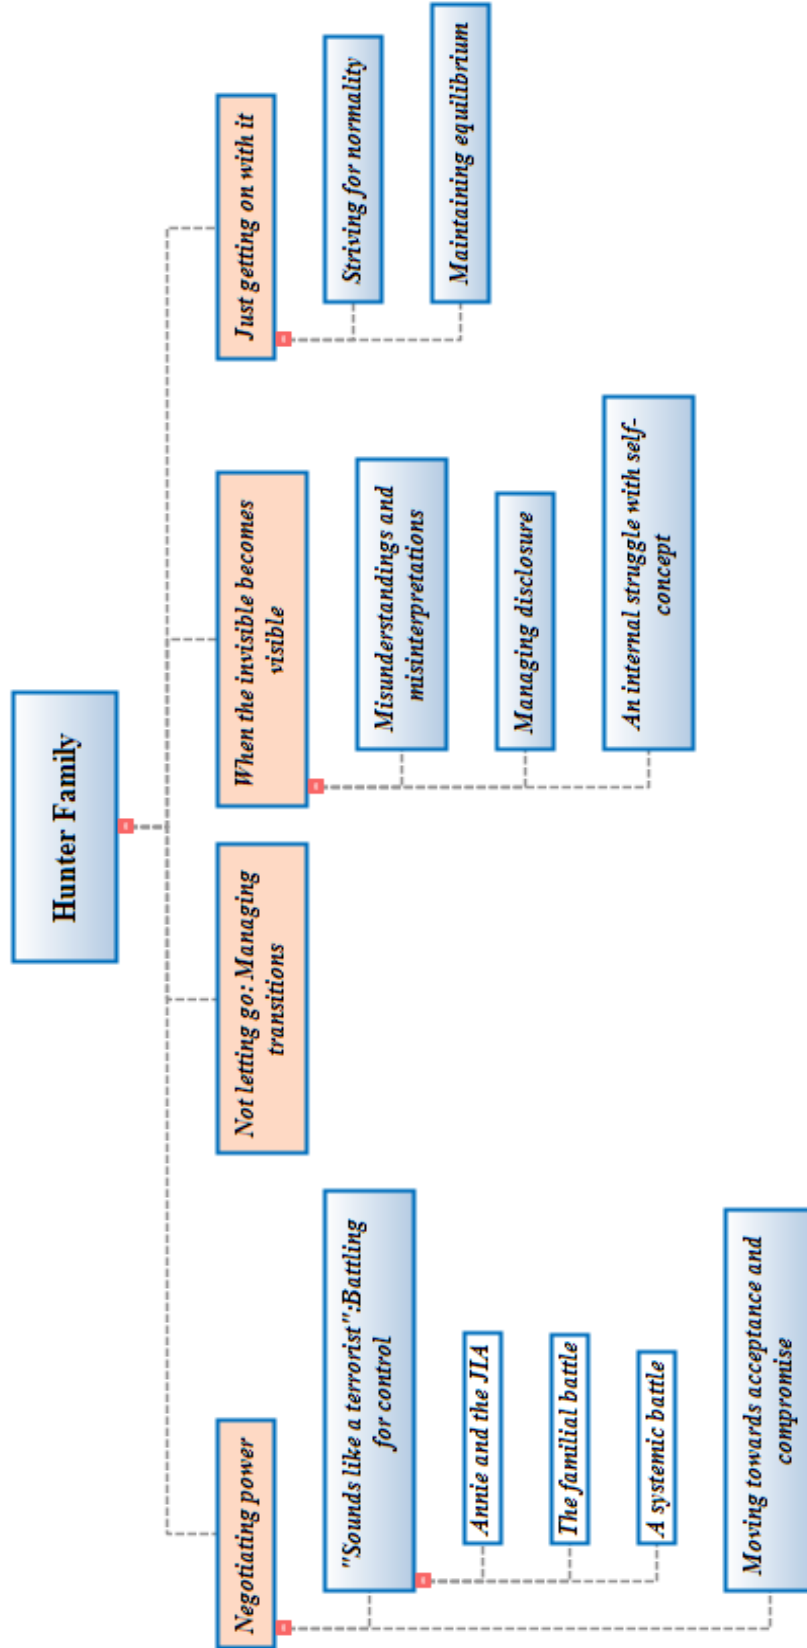 Hunter Family
Negotiating power
"Sounds like a terrorist":Battling
for control
Annie and the JIA
The familial battle
A systemic battle
Moving towards acceptance and
compromise
Not letting go: Managing
transitions
When the invisible becomes
visible
Misunderstandings and
misinterpretations
Managing disclosure
An internal struggle with self-
concept
Just getting on with it
Striving for normality
Maintaining equilibrium